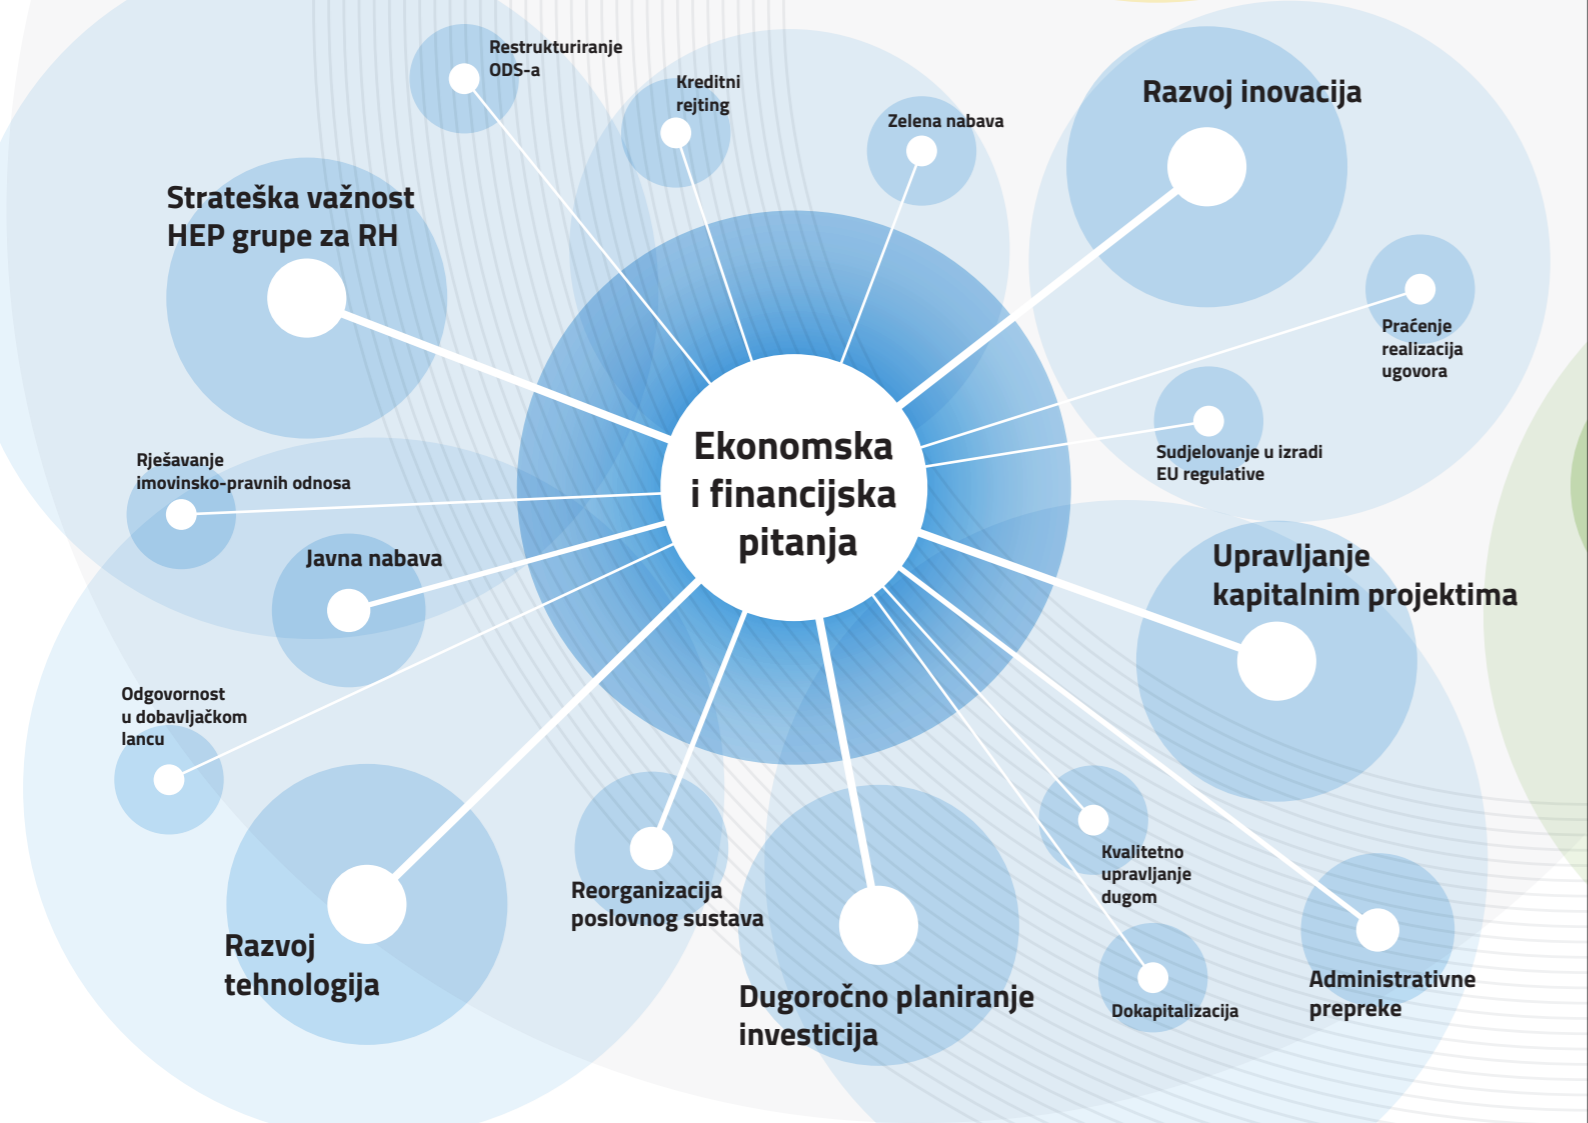 Restrukturiranje
ODS-a
Kreditni
rejting
Zelena nabava
Razvoj inovacija
Strateška važnost
HEP grupe za RH
Praćenje
realizacija
ugovora
Ekonomska
i financijska
pitanja
Sudjelovanje u izradi
EU regulative
Rješavanje
imovinsko-pravnih odnosa
Javna nabava
Upravljanje
kapitalnim projektima
Odgovornost
u dobavljačkom
lancu
Kvalitetno
upravljanje
dugom
Reorganizacija
poslovnog sustava
Razvoj
tehnologija
Dugoročno planiranje
investicija
Dokapitalizacija
Administrativne
prepreke